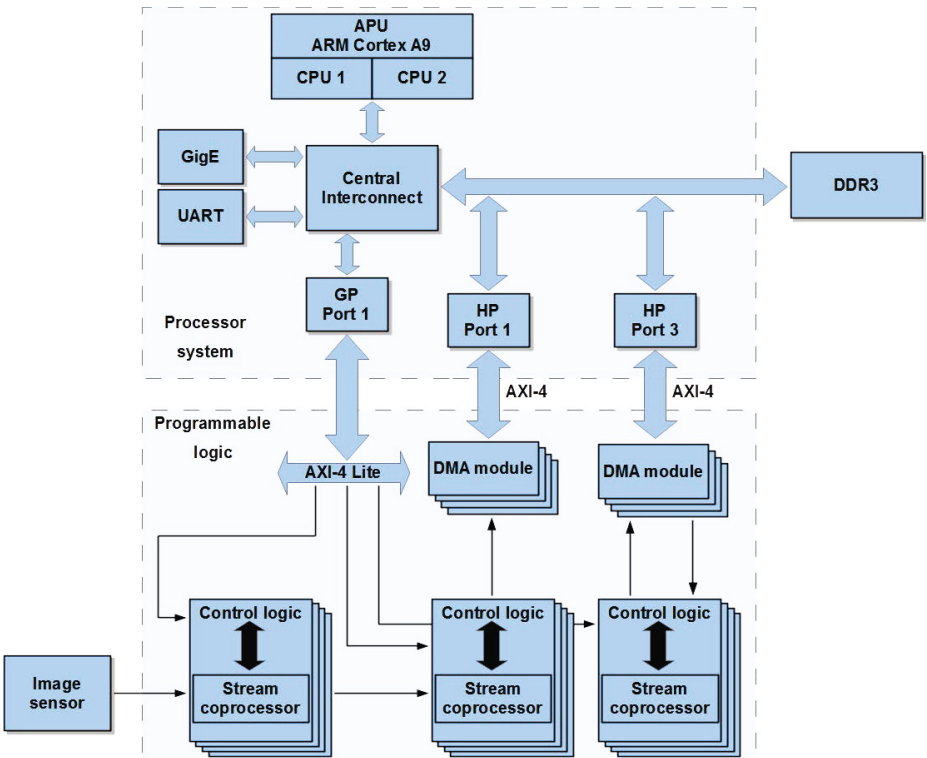 APU
ARM Cortex A9
CPU 1
CPU 2
GigE
Central
Interconnect
DDR3
UART
GP
Port 1
HP
Port 1
HP
Port 3
Processor
system
AXI-4
AXI-4
Programmable
logic
AXI-4 Lite
DMA module
DMA module
Control logic
Control logic
Control logic
Image
sensor
Stream
coprocessor
Stream
coprocessor
Stream
coprocessor